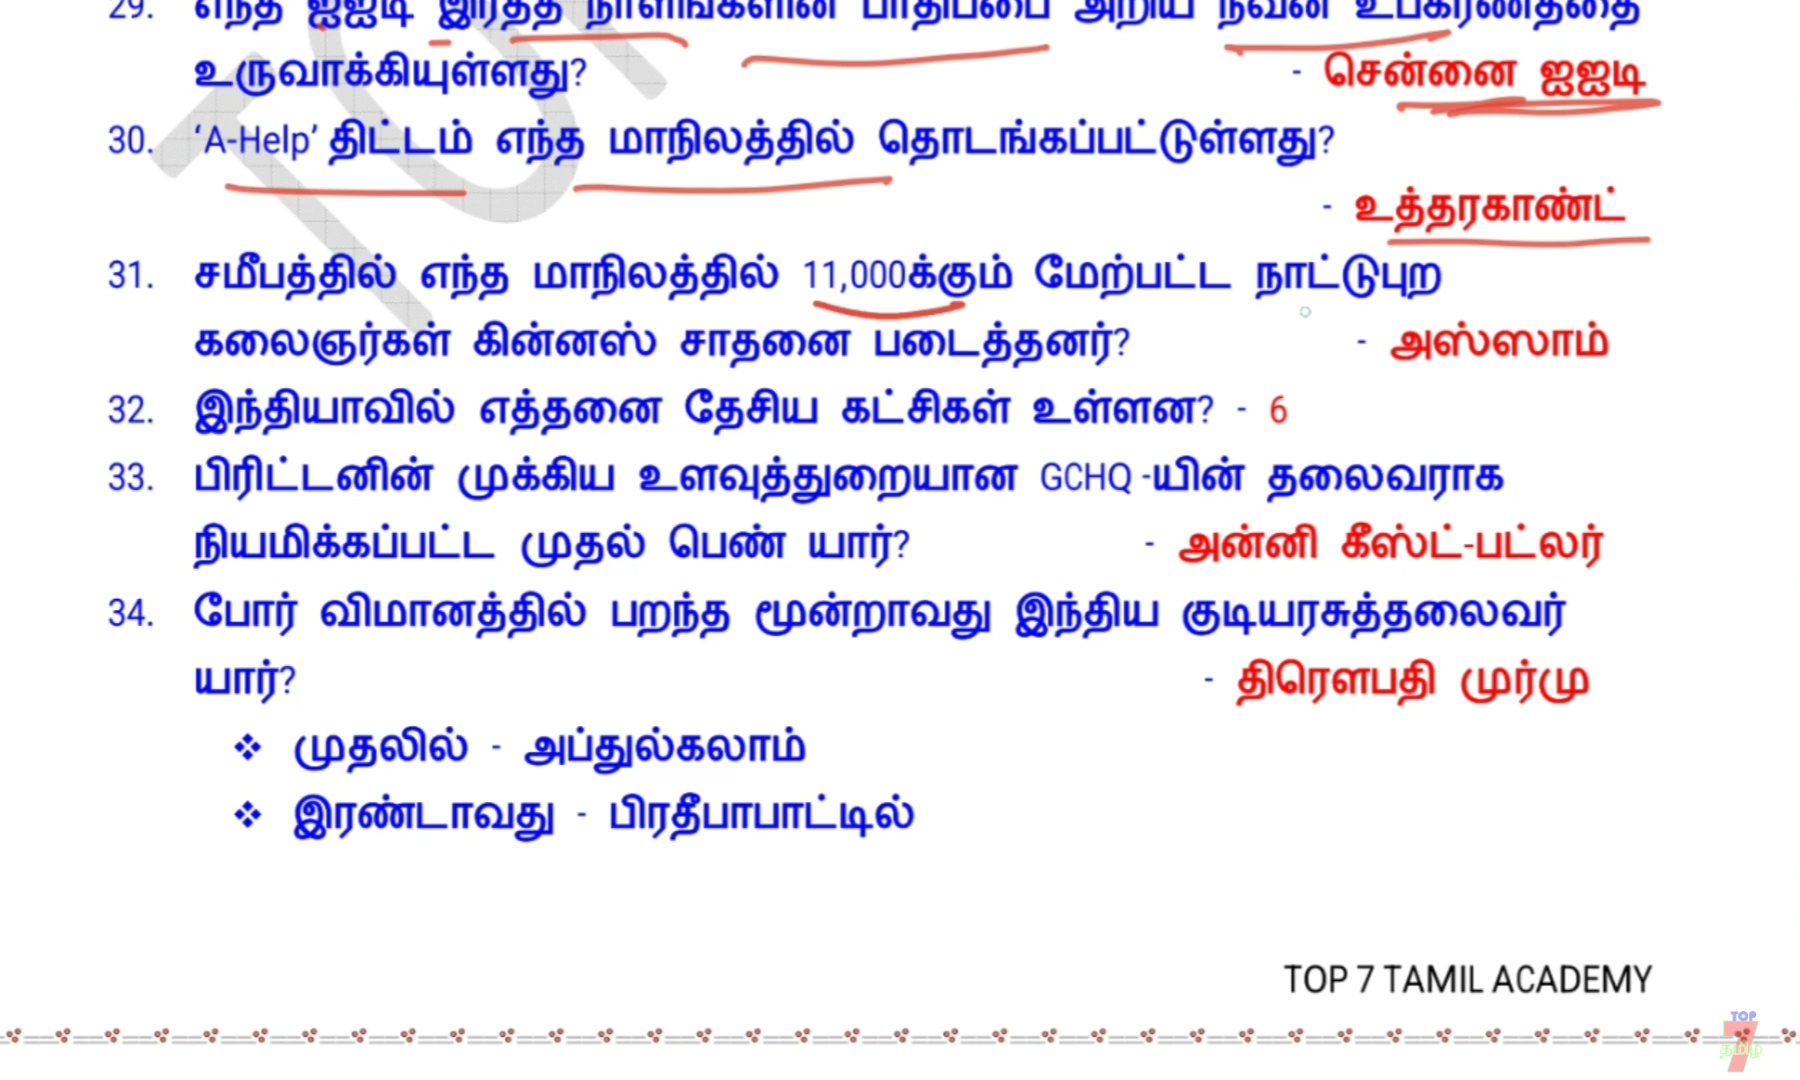 29. எந்த ஐஐடி இரத்த நாளங்களின் பாதிப்பை அறிய நவீன உபகரணத்தை
உருவாக்கியுள்ளது? - சென்னை ஐஐடி
30. ‘A-Help’ திட்டம் எந்த மாநிலத்தில் தொடங்கப்பட்டுள்ளது?
- உத்தரகாண்ட்
31. சமீபத்தில் எந்த மாநிலத்தில் 11,000க்கும் மேற்பட்ட நாட்டுபுற
கலைஞர்கள் கின்னஸ் சாதனை படைத்தனர்? - அஸ்ஸாம்
32. இந்தியாவில் எத்தனை தேசிய கட்சிகள் உள்ளன? - 6
33. பிரிட்டனின் முக்கிய உளவுத்துறையான GCHQ -யின் தலைவராக
நியமிக்கப்பட்ட முதல் பெண் யார்? - அன்னி கீஸ்ட்-பட்லர்
34. போர் விமானத்தில் பறந்த மூன்றாவது இந்திய குடியரசுத்தலைவர்
யார்? - திரௌபதி முர்மு
❖ முதலில் - அப்துல்கலாம்
❖ இரண்டாவது - பிரதீபாபாட்டில்
TOP 7 TAMIL ACADEMY
TOP
7
தமிழ்